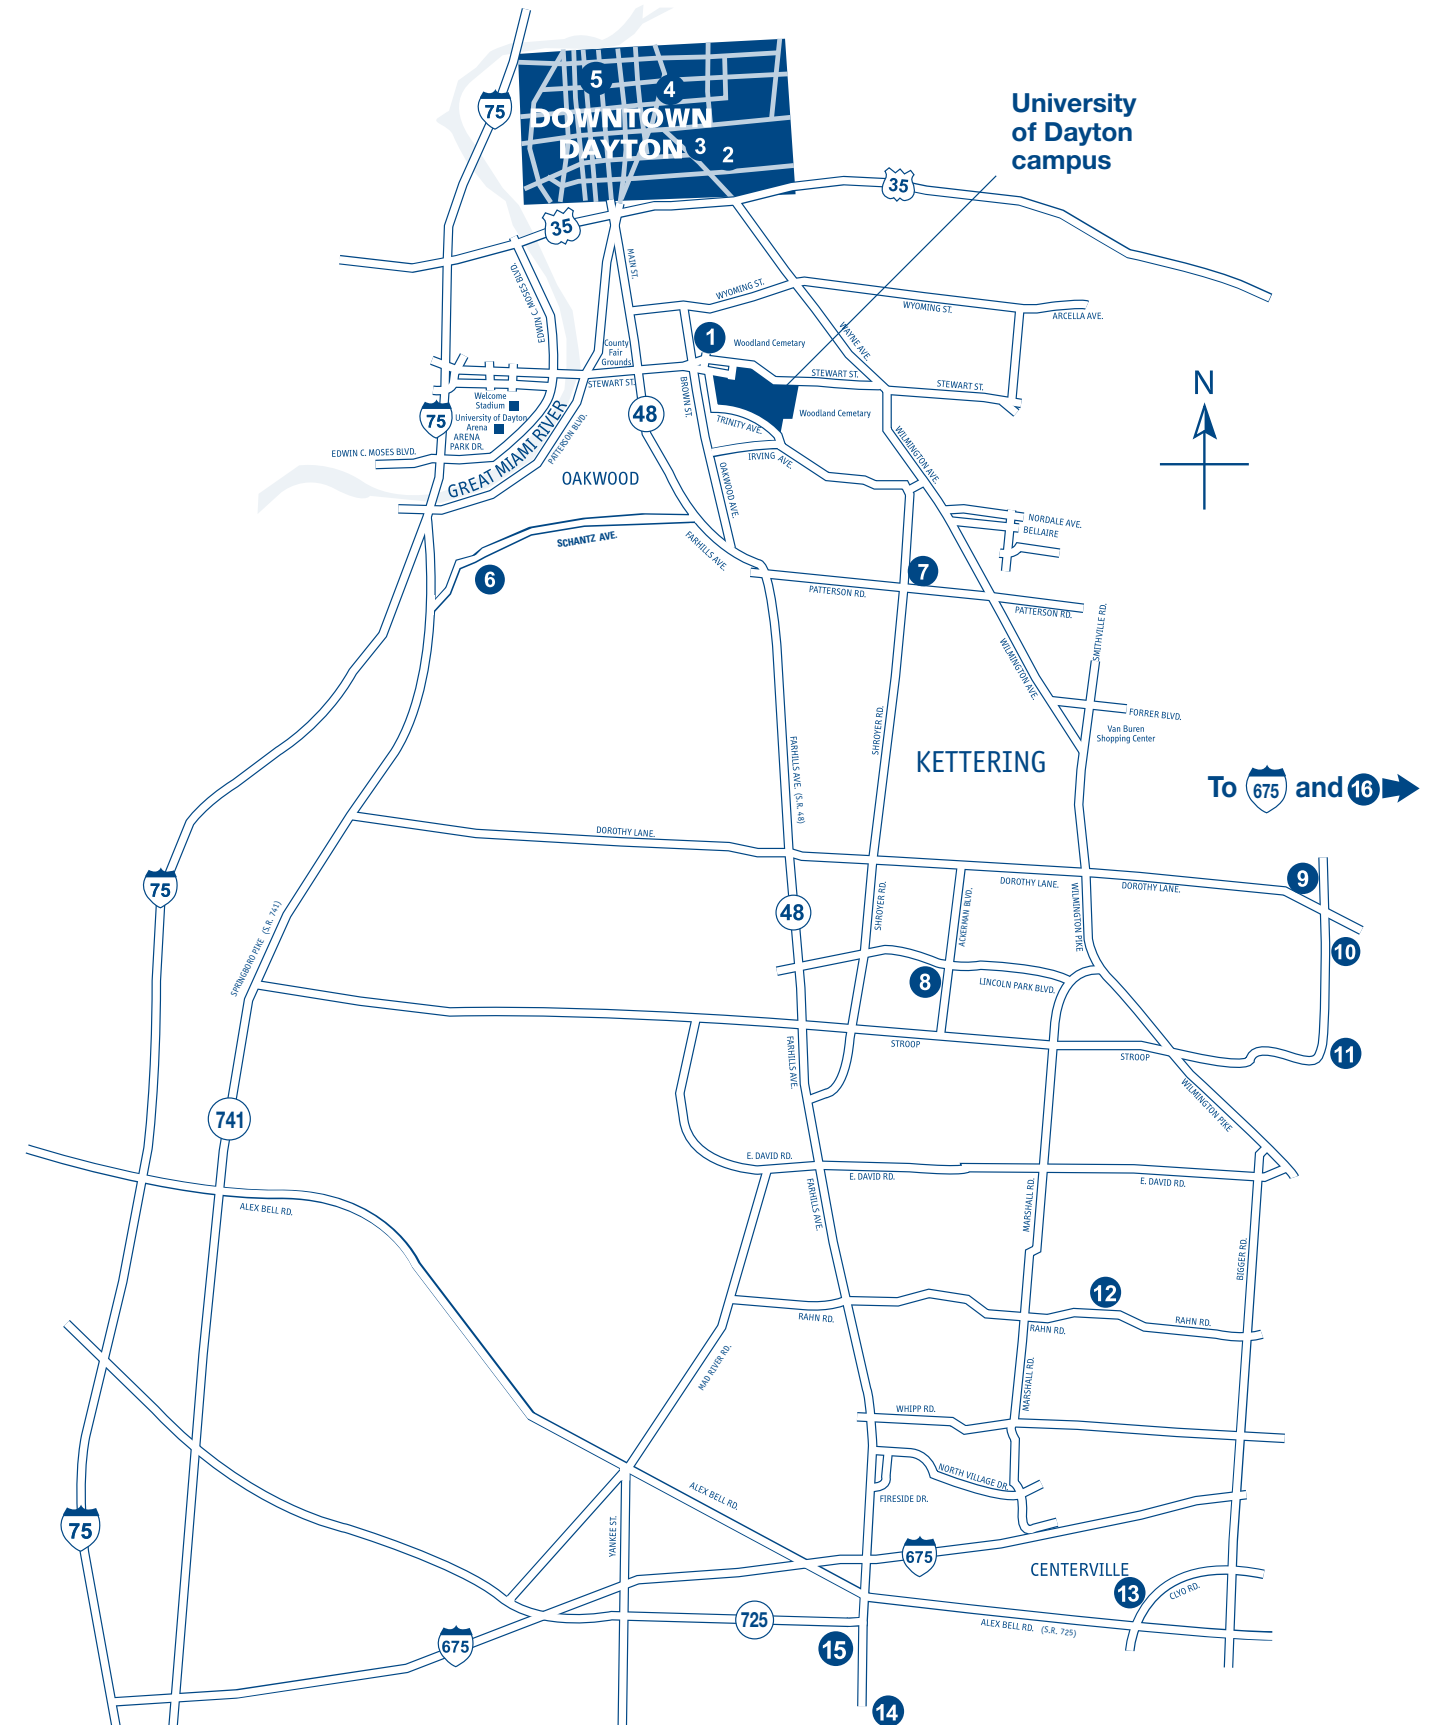 5
4
75
DOWNTOWN
DAYTON
3
2
University
of Dayton
campus
35
35
MAIN ST.
EDWIN C. MOSES BLVD.
WYOMING ST.
WYOMING ST.
ARCELLA AVE.
WAYNE AVE.
1
Woodland Cemetary
County
Fair
Grounds
STEWART ST.
STEWART ST.
STEWART ST.
BROWN ST.
Welcome
Stadium
University of Dayton
Arena
ARENA
PARK DR.
75
48
Woodland Cemetary
TRINITY AVE.
N
EDWIN C. MOSES BLVD.
GREAT MIAMI RIVER
PATTERSON BLVD.
OAKWOOD
IRVING AVE.
OAKWOOD AVE.
WILMINGTON AVE.
NORDALE AVE.
BELLAIRE
SCHANTZ AVE.
FARHILLS AVE.
6
7
PATTERSON RD.
PATTERSON RD.
SMITHVILLE RD.
WILMINGTON AVE.
FORRER BLVD.
Van Buren
Shopping Center
SHROYER RD.
KETTERING
FARHILLS AVE. (S.R. 48)
To 675 and 16
DOROTHY LANE.
DOROTHY LANE.
DOROTHY LANE.
9
75
48
SHROYER RD.
ACKERMAN BLVD.
WILMINGTON PIKE
SPRINGBORO PIKE (S.R. 741)
10
8
LINCOLN PARK BLVD.
STROOP
STROOP
11
FARHILLS AVE.
741
WILMINGTON PIKE
E. DAVID RD.
E. DAVID RD.
E. DAVID RD.
ALEX BELL RD.
FARHILLS AVE.
MARSHALL RD.
BIGGER RD.
12
RAHN RD.
RAHN RD.
RAHN RD.
MAD RIVER RD.
MARSHALL RD.
WHIPP RD.
NORTH VILLAGE DR.
FIRESIDE DR.
ALEX BELL RD.
75
YANKEE ST.
675
CENTERVILLE
13
CLYO RD.
725
ALEX BELL RD. (S.R. 725)
675
15
14